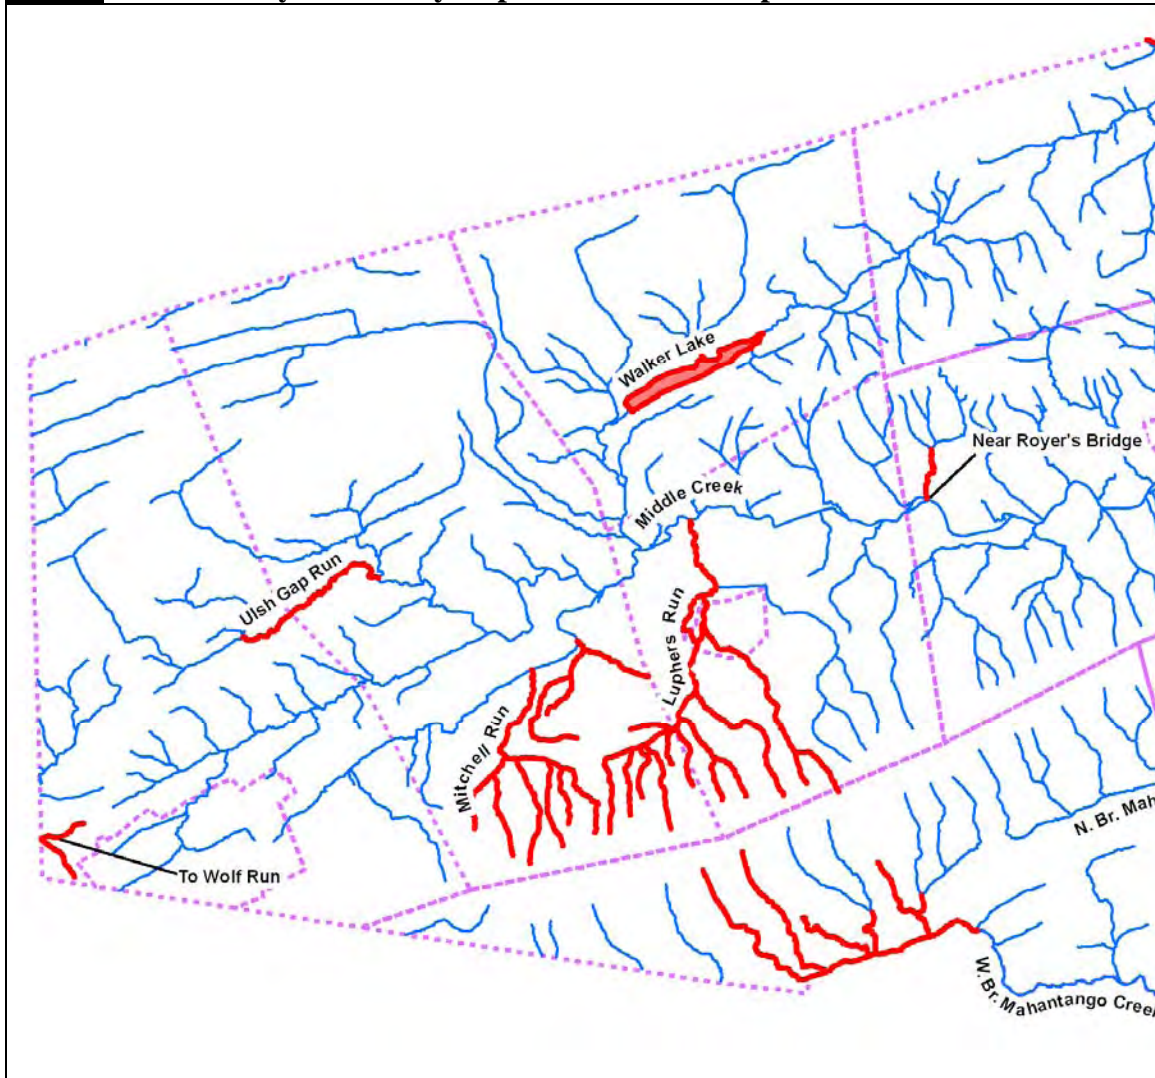 Walker Lake
Near Royer's Bridge
Middle Creek
Ulsh Gap Run
Luphers Run
Mitchell Run
N. Br. Mah
To Wolf Run
W. Br. Mahantango Creek